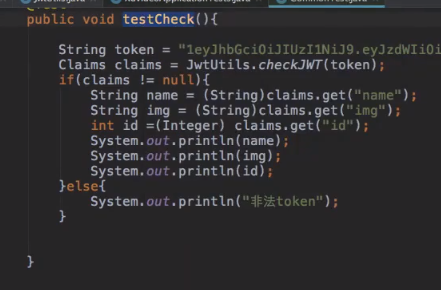 public void testCheck(){
String token = "1eyJhbGciOiJIUzI1NiJ9.eyJzdWIiOi
Claims claims = JwtUtils.checkJWT(token);
if(claims != null){
String name = (String)claims.get("name");
String img = (String)claims.get("img");
int id =(Integer) claims.get("id");
System.out.println(name);
System.out.println(img);
System.out.println(id);
}else{
System.out.println("非法token");
}
}